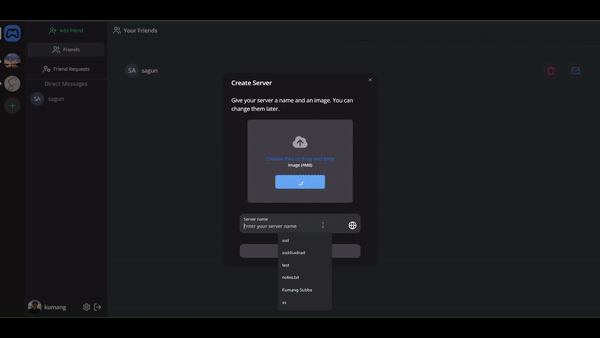 Add friend
Friends
Friend Requests
Direct Messages
SA sagun
Your Friends
SA sagun
Create Server
Give your server a name and an image. You can
change them later.
Choose files or drag and drop
Image (4MB)
Server name
Enter your server name
asd
test
notes.txt
Kumang Subba
kumang